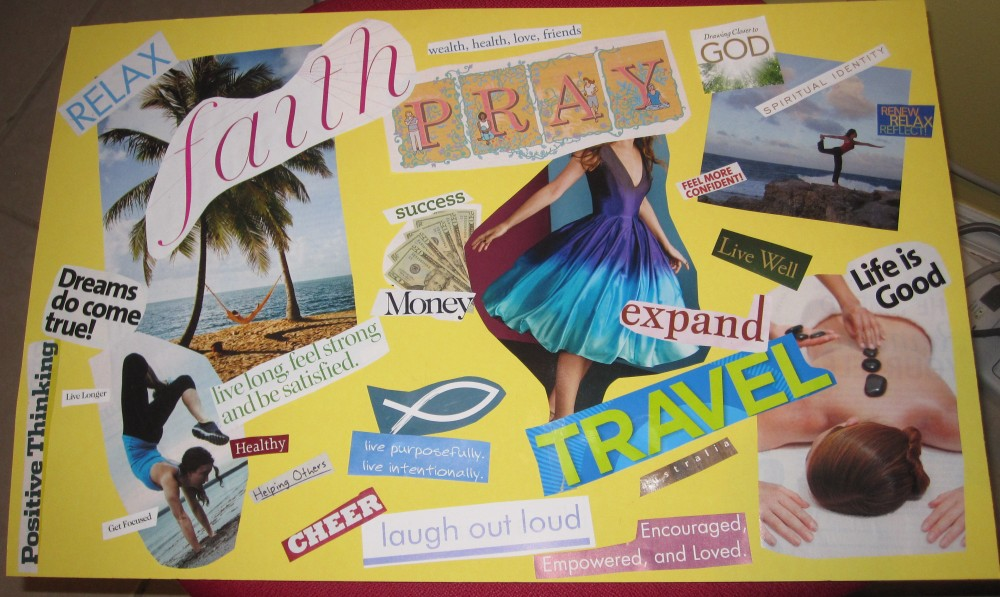 RELAX
faith
wealth, health, love, friends
PRAY
Drawing Closer to
GOD
SPIRITUAL IDENTITY
RENEW
RELAX
REFLECT!
FEEL MORE
CONFIDENT!
success
Money
Live Well
Life is
Good
Dreams
do come
true!
expand
live long, feel strong
and be satisfied.
TRAVEL
Australia
Positive Thinking
Live Longer
Healthy
live purposefully.
live intentionally.
Helping Others
Get Focused
CHEER
laugh out loud
Encouraged,
Empowered, and Loved.